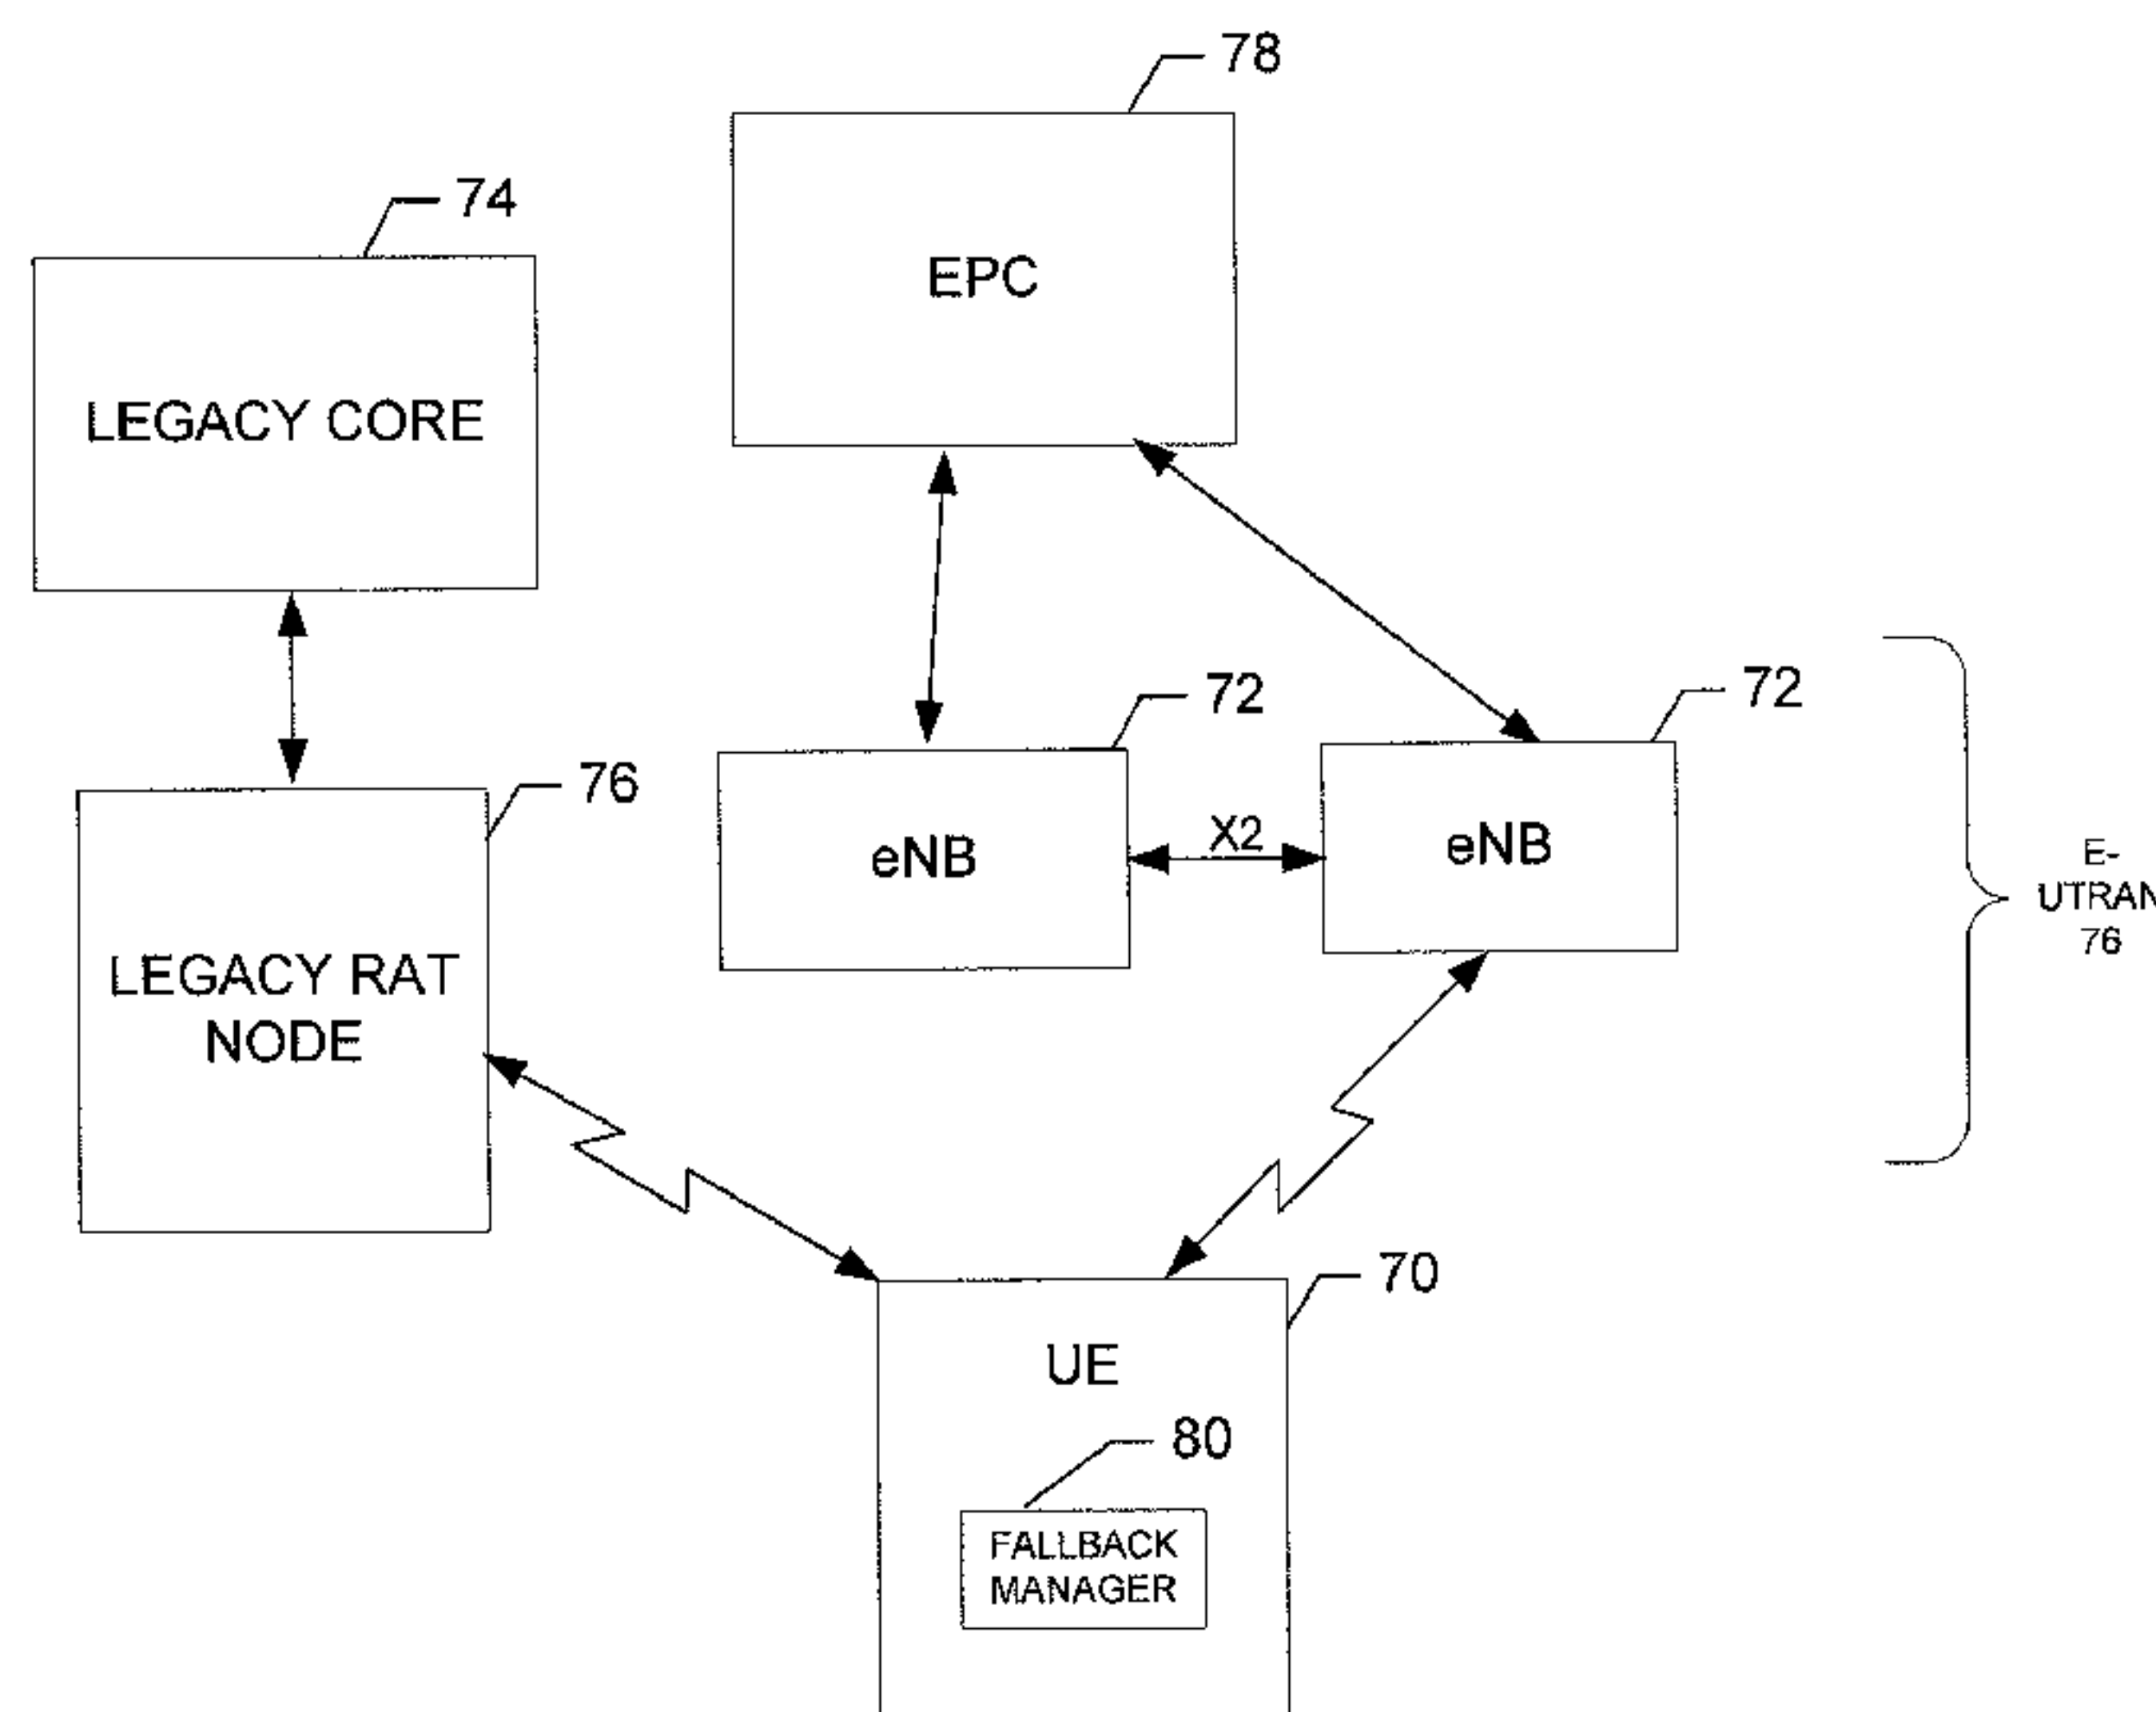 78
74
EPC
LEGACY CORE
72
72
76
X2
eNB
eNB
E-
UTRAN
76
LEGACY RAT
NODE
70
UE
80
FALLBACK
MANAGER